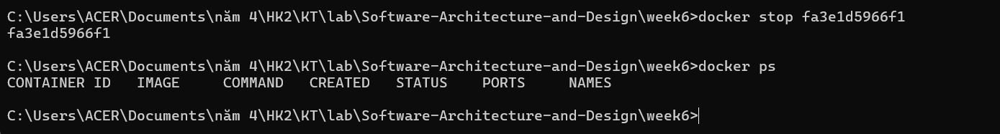 C:\Users\ACER\Documents\năm 4\HK2\KT\lab\Software-Architecture-and-Design\week6>docker stop fa3e1d5966f1
fa3e1d5966f1
C:\Users\ACER\Documents\năm 4\HK2\KT\lab\Software-Architecture-and-Design\week6>docker ps
CONTAINER ID   IMAGE     COMMAND   CREATED   STATUS    PORTS     NAMES
C:\Users\ACER\Documents\năm 4\HK2\KT\lab\Software-Architecture-and-Design\week6>